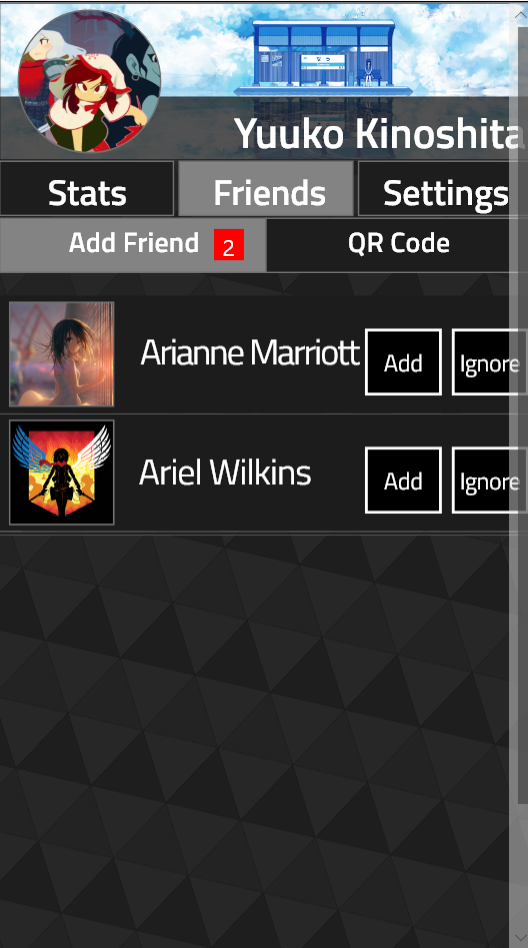 Yuuko Kinoshita
Stats
Friends
Settings
Add Friend 2
QR Code
Arianne Marriott
Add
Ignore
Ariel Wilkins
Add
Ignore